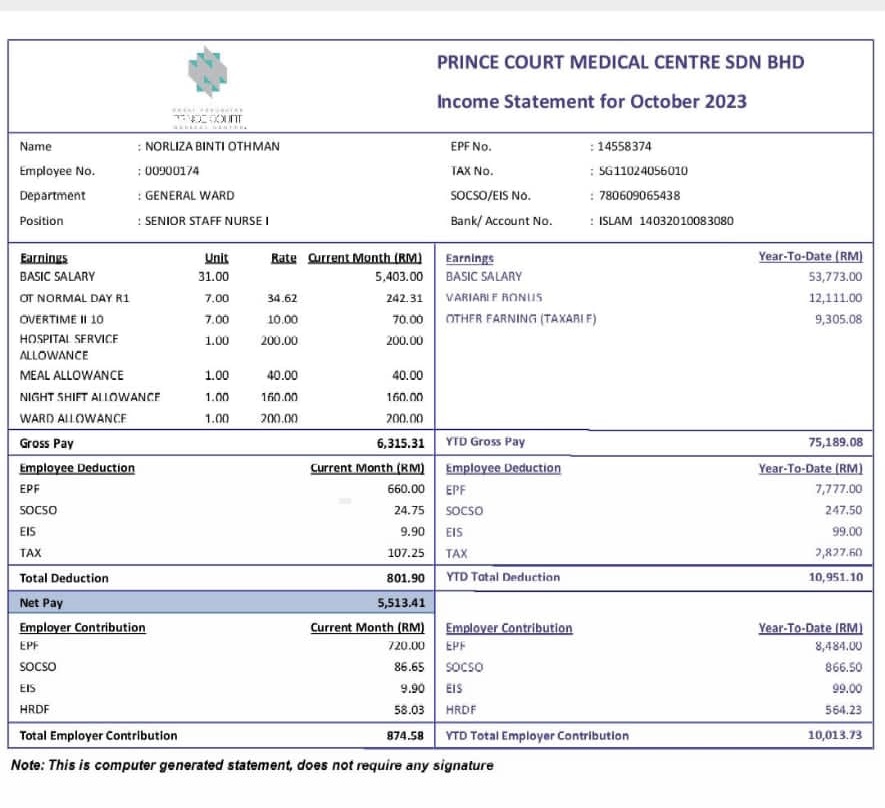 PRINCE COURT MEDICAL CENTRE SDN BHD
Income Statement for October 2023
PRINCE COURT
Name : NORLIZA BINTI OTHMAN EPF No. : 14558374
Employee No. : 00900174 TAX No. : SG11024056010
Department : GENERAL WARD SOCSO/EIS No. : 780609065438
Position : SENIOR STAFF NURSE I Bank/ Account No. : ISLAM 14032010083080
Earnings Unit Rate Current Month (RM) Earnings Year-To-Date (RM)
BASIC SALARY 31.00 5,403.00 BASIC SALARY 53,773.00
OT NORMAL DAY R1 7.00 34.62 242.31 VARIABLE BONUS 12,111.00
OVERTIME II 10 7.00 10.00 70.00 OTHER EARNING (TAXABLE) 9,305.08
HOSPITAL SERVICE 1.00 200.00 200.00
ALLOWANCE
MEAL ALLOWANCE 1.00 40.00 40.00
NIGHT SHIFT ALLOWANCE 1.00 160.00 160.00
WARD ALLOWANCE 1.00 200.00 200.00
Gross Pay 6,315.31 YTD Gross Pay 75,189.08
Employee Deduction Current Month (RM) Employee Deduction Year-To-Date (RM)
EPF 660.00 EPF 7,777.00
SOCSO 24.75 SOCSO 247.50
EIS 9.90 EIS 99.00
TAX 107.25 TAX 2,827.60
Total Deduction 801.90 YTD Total Deduction 10,951.10
Net Pay 5,513.41
Employer Contribution Current Month (RM) Employer Contribution Year-To-Date (RM)
EPF 720.00 EPF 8,484.00
SOCSO 86.65 SOCSO 866.50
EIS 9.90 EIS 99.00
HRDF 58.03 HRDF 564.23
Total Employer Contribution 874.58 YTD Total Employer Contribution 10,013.73
Note: This is computer generated statement, does not require any signature